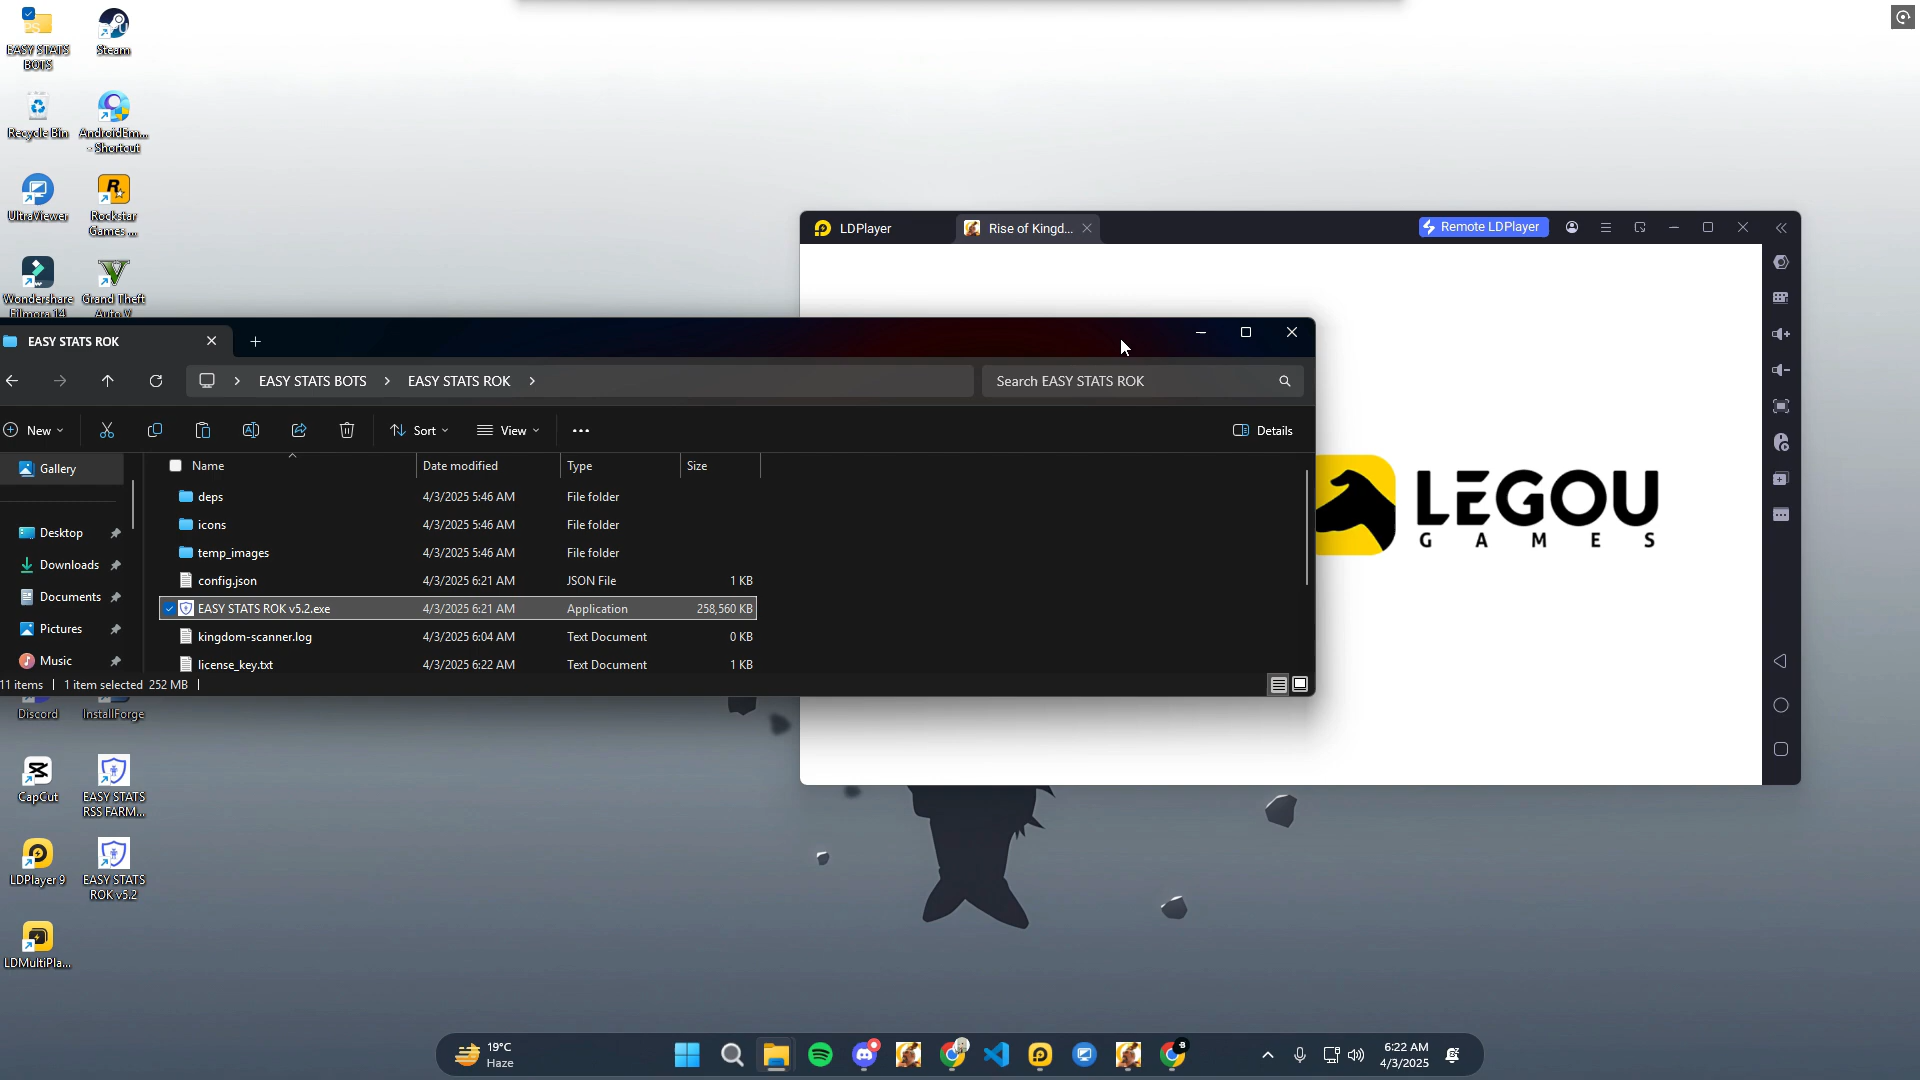 EASY STATS
BOTS
Steam
Recycle Bin
AndroidEm...
- Shortcut
UltraViewer
Rockstar
Games ...
Wondershare
Filmora 14
Grand Theft
Auto V
LDPlayer
Rise of Kingd...
Remote LDPlayer
LEGOU
GAMES
EASY STATS ROK
EASY STATS BOTS
EASY STATS ROK
Search EASY STATS ROK
New
Sort
View
Details
Gallery
Desktop
Downloads
Documents
Pictures
Music
Name Date modified Type Size
deps 4/3/2025 5:46 AM File folder
icons 4/3/2025 5:46 AM File folder
temp_images 4/3/2025 5:46 AM File folder
config.json 4/3/2025 6:21 AM JSON File 1 KB
EASY STATS ROK v5.2.exe 4/3/2025 6:21 AM Application 258,560 KB
kingdom-scanner.log 4/3/2025 6:04 AM Text Document 0 KB
license_key.txt 4/3/2025 6:22 AM Text Document 1 KB
11 items 1 item selected 252 MB
Discord
InstallForge
CapCut
EASY STATS
RSS FARM...
LDPlayer 9
EASY STATS
ROK v5.2
LDMultiPla...
19°C
Haze
6:22 AM
4/3/2025